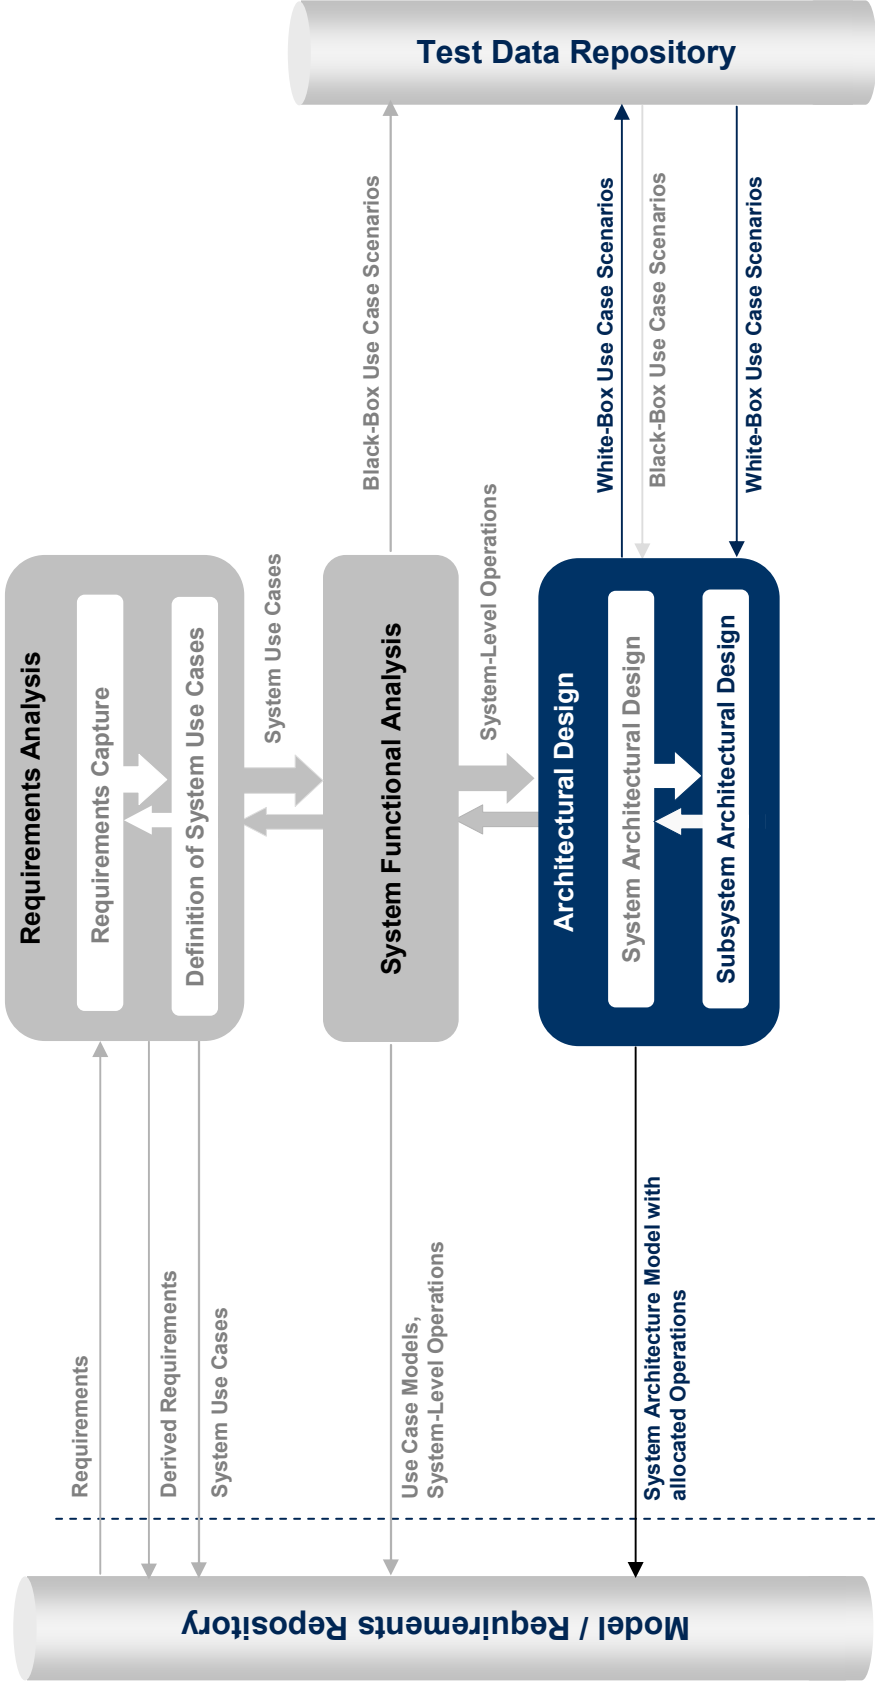 Test Data Repository
Black-Box Use Case Scenarios
White-Box Use Case Scenarios
Black-Box Use Case Scenarios
White-Box Use Case Scenarios
Requirements Analysis
Requirements Capture
Definition of System Use Cases
System Use Cases
System Functional Analysis
System-Level Operations
Architectural Design
System Architectural Design
Subsystem Architectural Design
Requirements
Derived Requirements
System Use Cases
Use Case Models,
System-Level Operations
System Architecture Model with
allocated Operations
Model / Requirements Repository